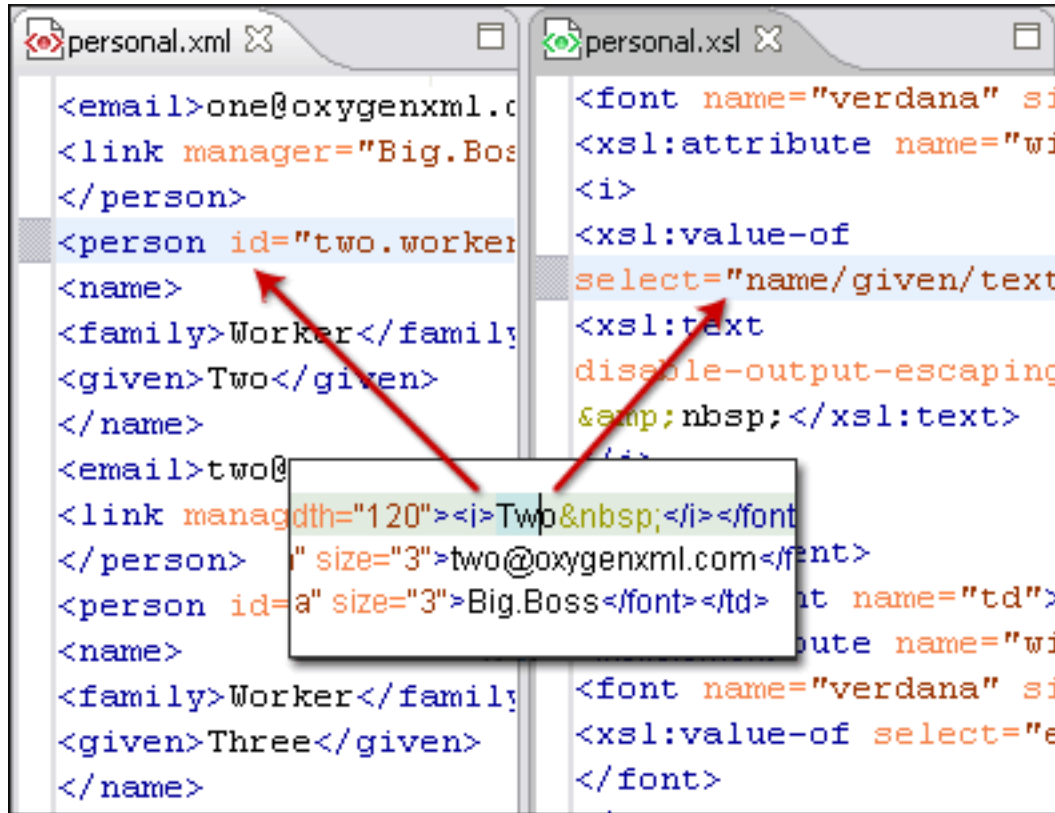 personal.xml
<email>one@oxygenxml.
<link manager="Big.Bos
</person>
<person id="two.worker
<name>
<family>Worker</family
<given>Two</given>
</name>
<email>two@
<link manag
</person>
<person id=
<name>
<family>Worker</family
<given>Three</given>
</name>
personal.xsl
<font name="verdana" si
<xsl:attribute name="wi
<i>
<xsl:value-of
select="name/given/text
<xsl:text
disable-output-escaping
&amp;nbsp;</xsl:text>
ent>
nt name="td">
bute name="wi
<font name="verdana" si
<xsl:value-of select="e
</font>
dth="120"><i>Two&nbsp;</i></font
" size="3">two@oxygenxml.com</f
a" size="3">Big.Boss</font></td>